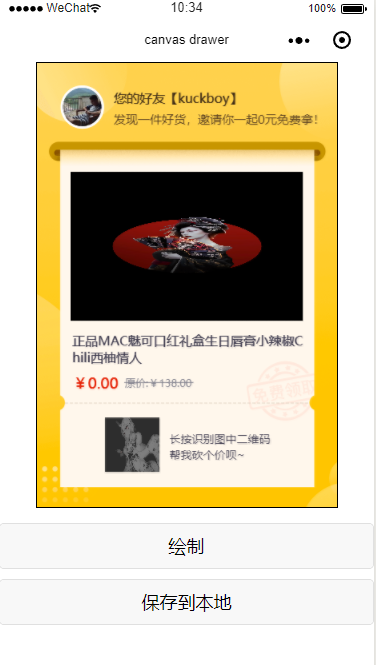 WeChat 10:34 100%
canvas drawer
您的好友【kuckboy】
发现一件好货，邀请你一起0元免费拿！
正品MAC魅可口红礼盒生日唇膏小辣椒C
hili西柚情人
￥0.00 原价:￥138.00
免费领取
长按识别图中二维码
帮我砍个价呗~
绘制
保存到本地